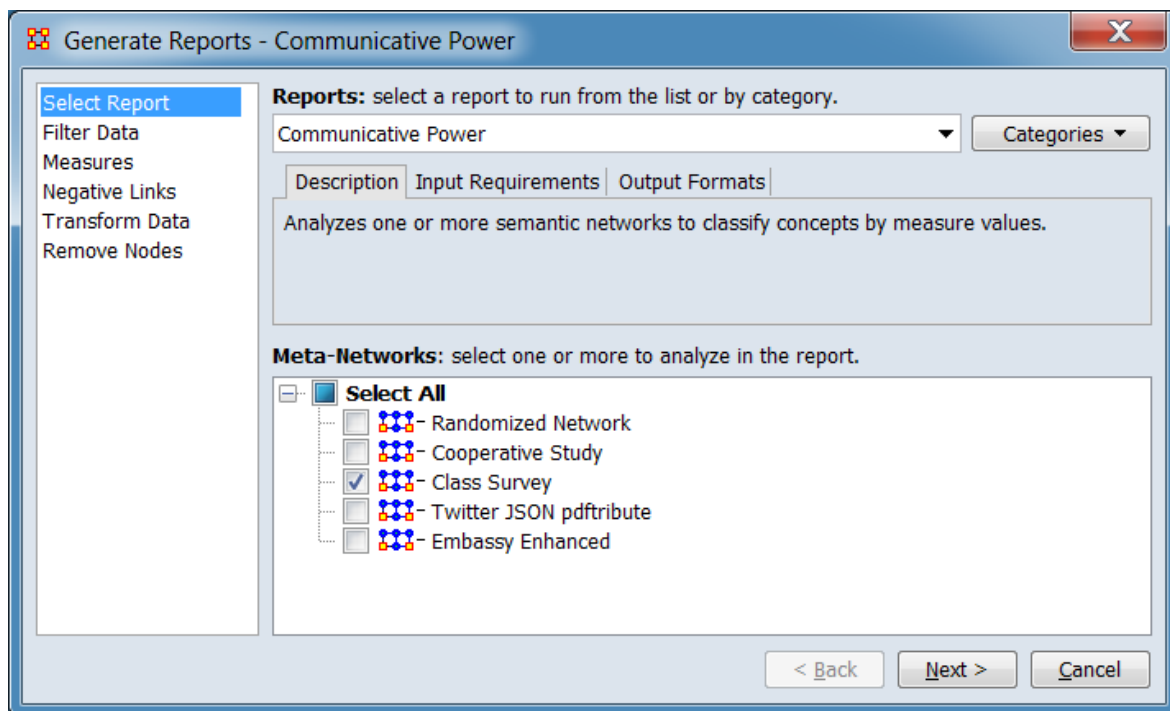 Generate Reports - Communicative Power
X
Select Report
Filter Data
Measures
Negative Links
Transform Data
Remove Nodes
Reports: select a report to run from the list or by category.
Communicative Power
Categories
Description Input Requirements Output Formats
Analyzes one or more semantic networks to classify concepts by measure values.
Meta-Networks: select one or more to analyze in the report.
Select All
Randomized Network
Cooperative Study
Class Survey
Twitter JSON pdftribute
Embassy Enhanced
< Back Next > Cancel